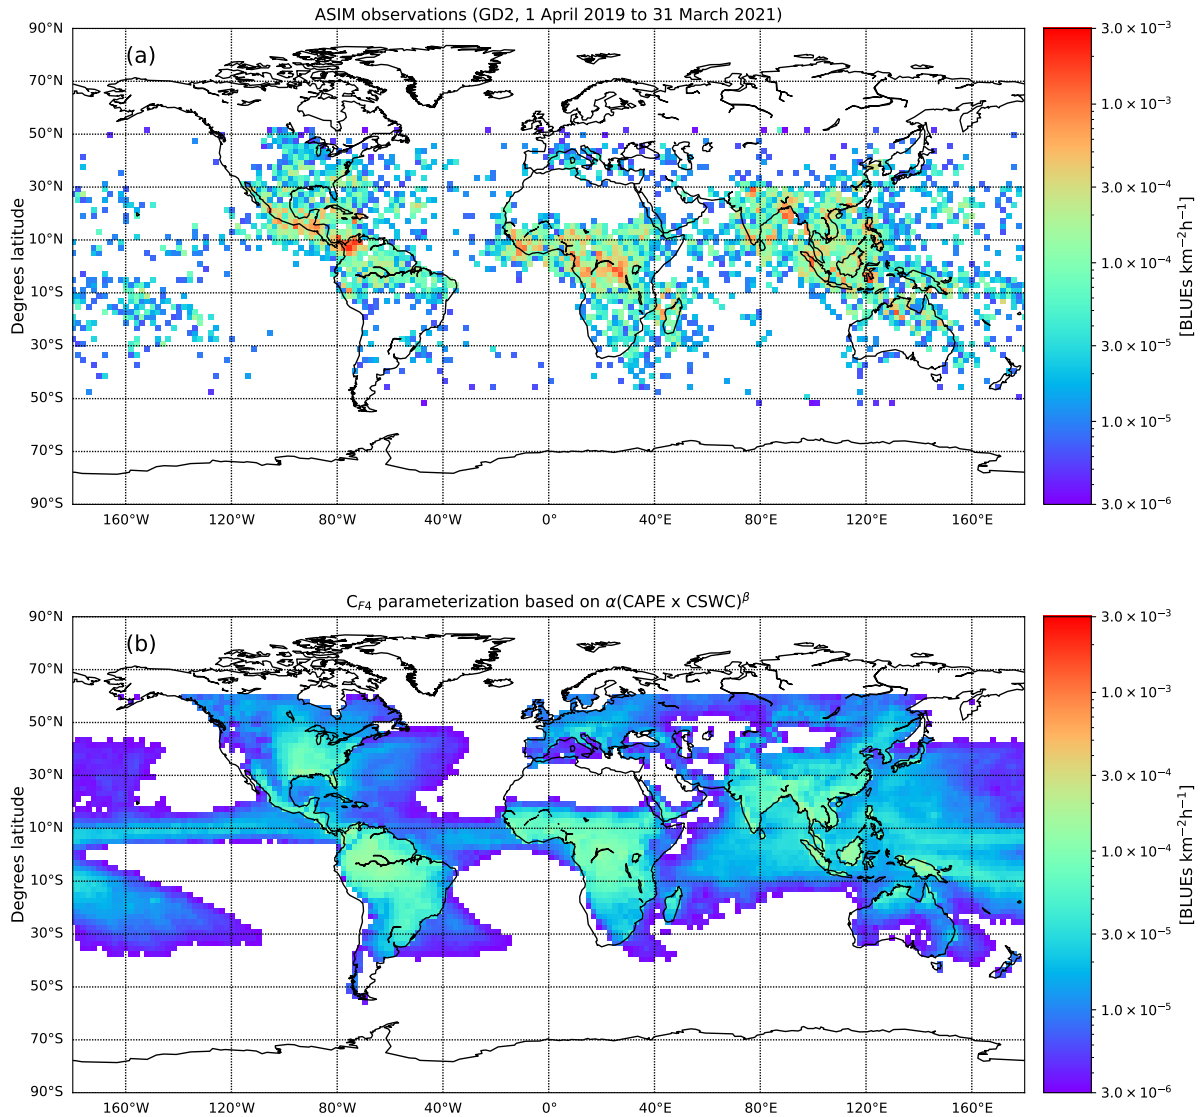 ASIM observations (GD2, 1 April 2019 to 31 March 2021)
(a)
90°N
70°N
50°N
30°N
10°N
10°S
30°S
50°S
70°S
90°S
Degrees latitude
160°W 120°W 80°W 40°W 0° 40°E 80°E 120°E 160°E
3.0 × 10⁻³
1.0 × 10⁻³
3.0 × 10⁻⁴
1.0 × 10⁻⁴
3.0 × 10⁻⁵
1.0 × 10⁻⁵
3.0 × 10⁻⁶
[BLUEs km⁻²h⁻¹]
C_F4 parameterization based on α(CAPE x CSWC)^β
(b)
90°N
70°N
50°N
30°N
10°N
10°S
30°S
50°S
70°S
90°S
Degrees latitude
160°W 120°W 80°W 40°W 0° 40°E 80°E 120°E 160°E
3.0 × 10⁻³
1.0 × 10⁻³
3.0 × 10⁻⁴
1.0 × 10⁻⁴
3.0 × 10⁻⁵
1.0 × 10⁻⁵
3.0 × 10⁻⁶
[BLUEs km⁻²h⁻¹]